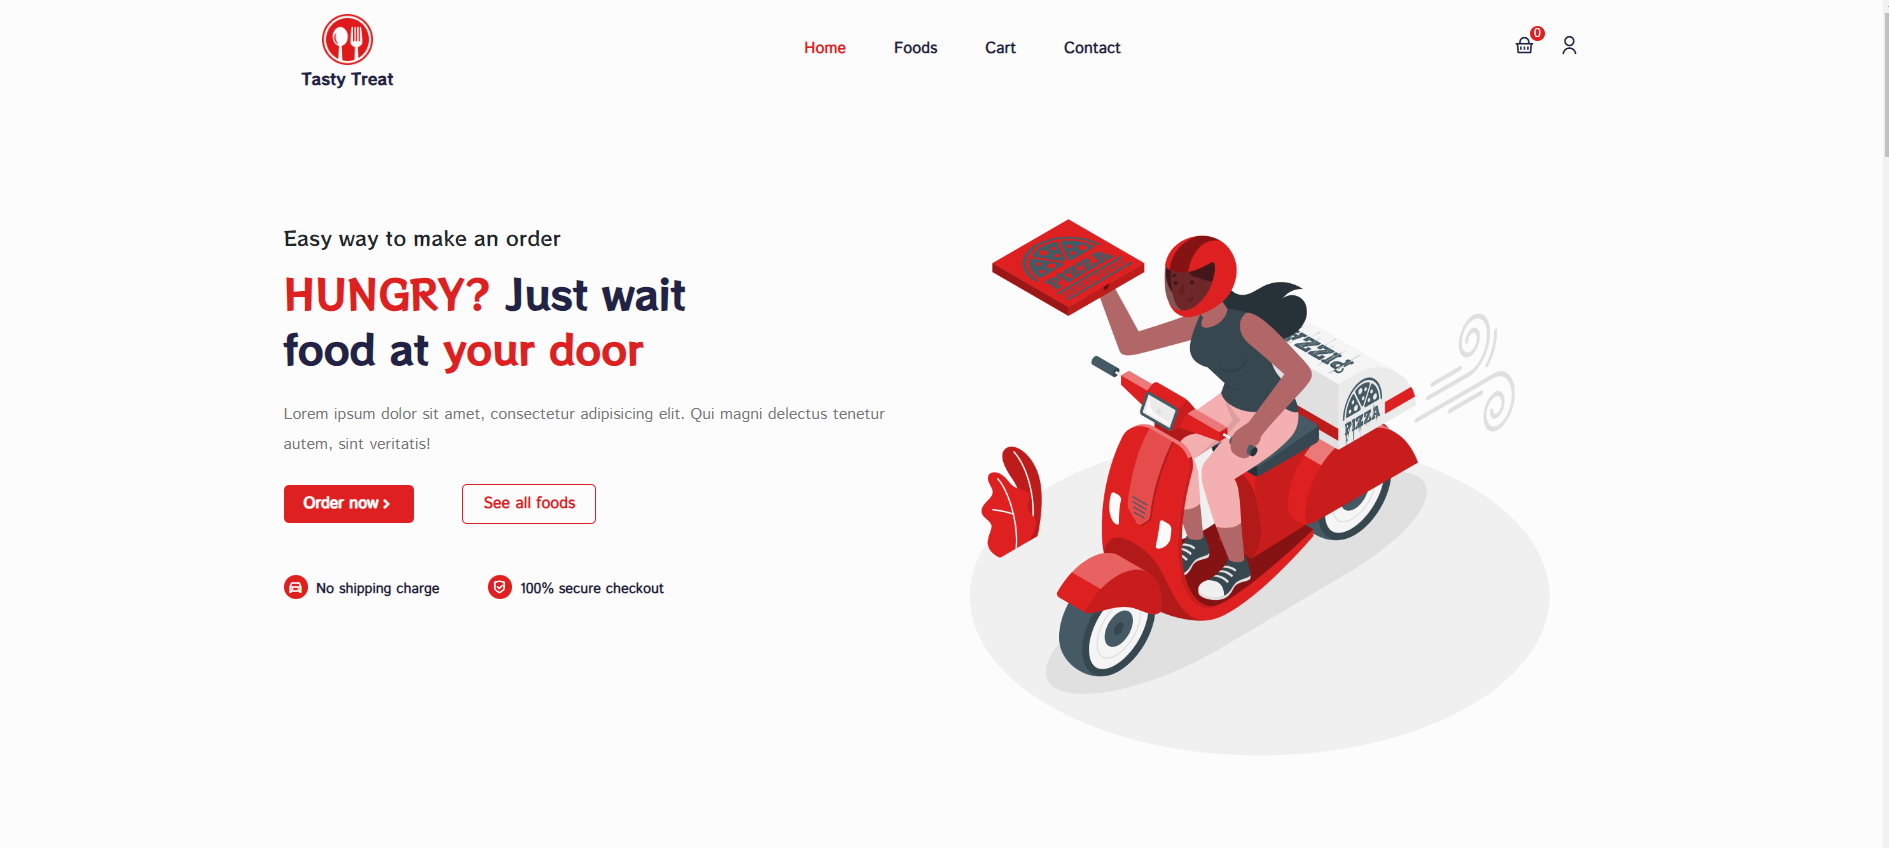 Tasty Treat
Home
Foods
Cart
Contact
0
Easy way to make an order
HUNGRY? Just wait
food at your door
Lorem ipsum dolor sit amet, consectetur adipisicing elit. Qui magni delectus tenetur
autem, sint veritatis!
Order now
See all foods
No shipping charge
100% secure checkout
PIZZA
PIZZA
PIZZA